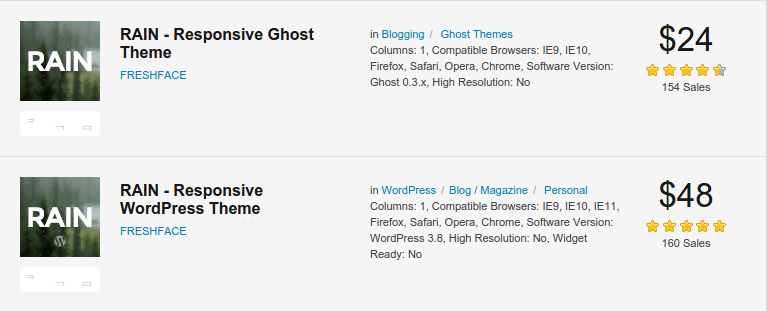 RAIN
RAIN - Responsive Ghost
Theme
FRESHFACE
in Blogging / Ghost Themes
Columns: 1, Compatible Browsers: IE9, IE10,
Firefox, Safari, Opera, Chrome, Software Version:
Ghost 0.3.x, High Resolution: No
$24
154 Sales
RAIN
RAIN - Responsive
WordPress Theme
FRESHFACE
in WordPress / Blog / Magazine / Personal
Columns: 1, Compatible Browsers: IE9, IE10, IE11,
Firefox, Safari, Opera, Chrome, Software Version:
WordPress 3.8, High Resolution: No, Widget
Ready: No
$48
160 Sales